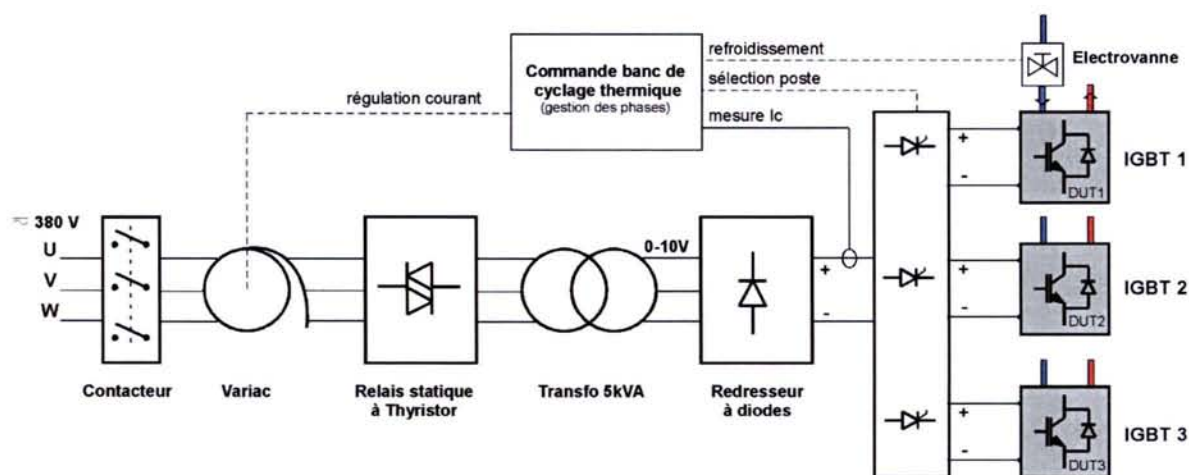 refroidissement
Electrovanne
Commande banc de
cyclage thermique
(gestion des phases)
sélection poste
régulation courant
mesure Ic
+
-
IGBT 1
DUT1
380 V
U
V
W
0-10V
+
-
+
-
IGBT 2
DUT2
Contacteur
Variac
Relais statique
à Thyristor
Transfo 5kVA
Redresseur
à diodes
+
-
IGBT 3
DUT3